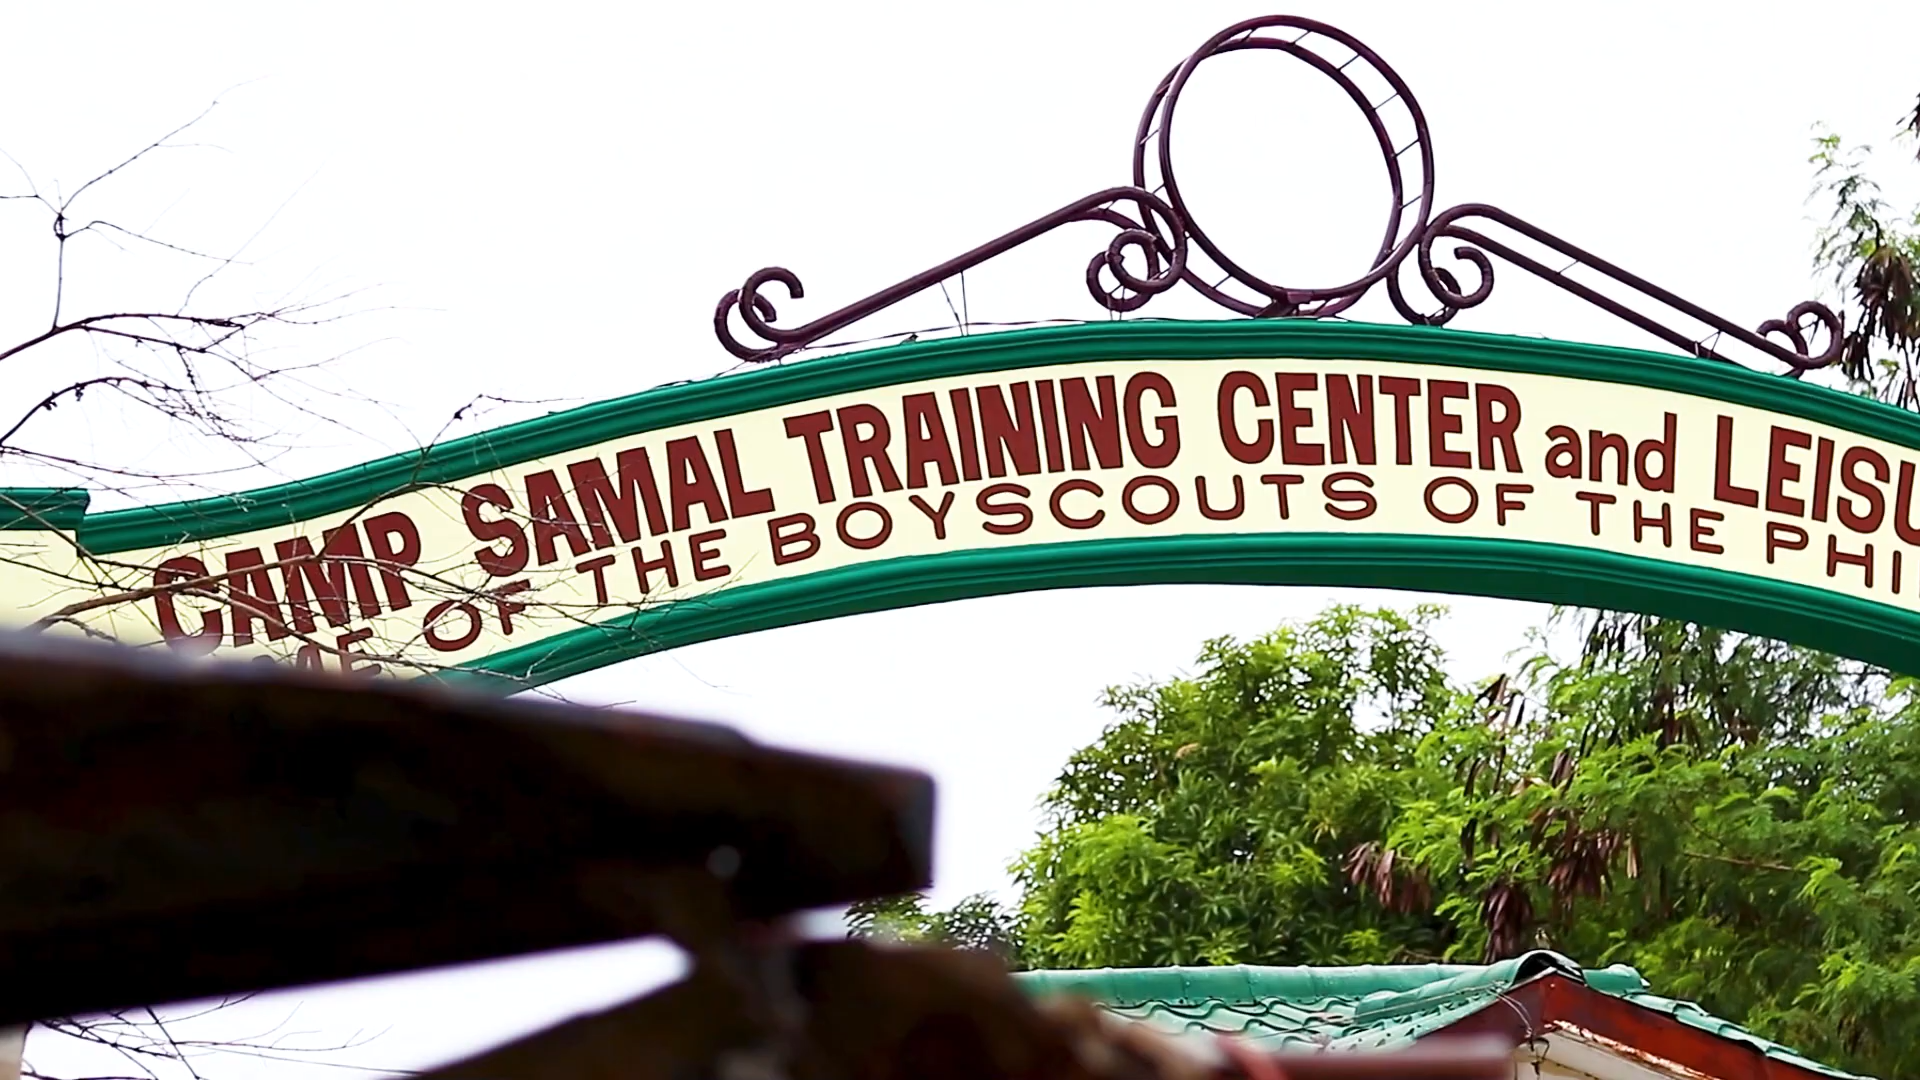 CAMP SAMAL TRAINING CENTER and LEISU
OF THE BOYSCOUTS OF THE PHI